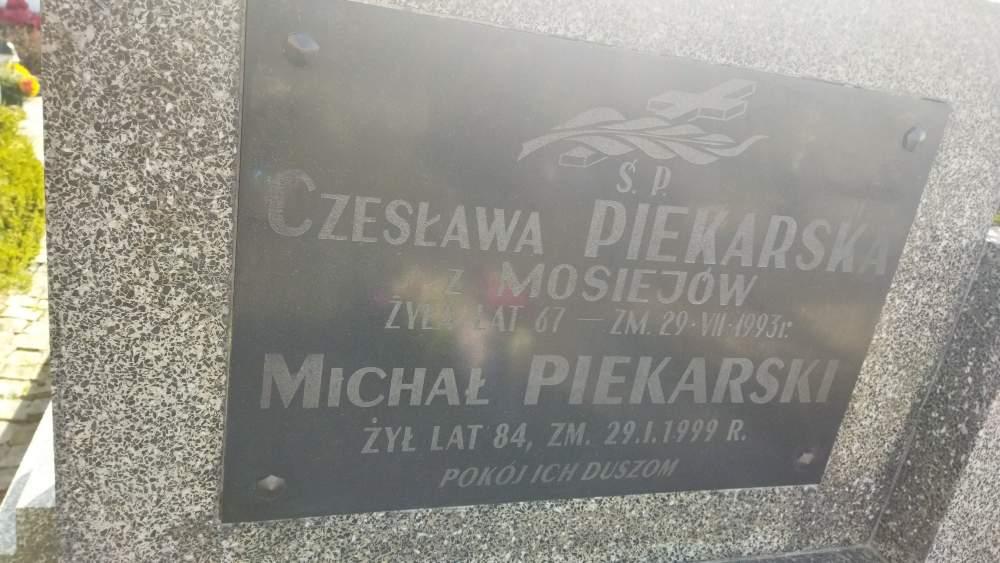 Ś. P.
CZESŁAWA PIEKARSKA
Z MOSIEJÓW
ŻYŁA LAT 67 — ZM. 29·VII·1993r.
MICHAŁ PIEKARSKI
ŻYŁ LAT 84, ZM. 29.I.1999 R.
POKÓJ ICH DUSZOM